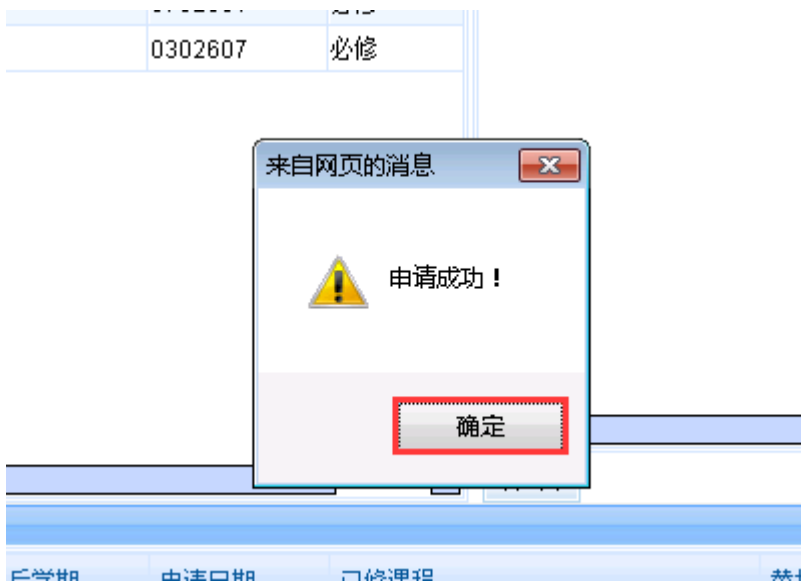 0302607 必修
来自网页的消息
申请成功！
确定
申请日期 已修课程